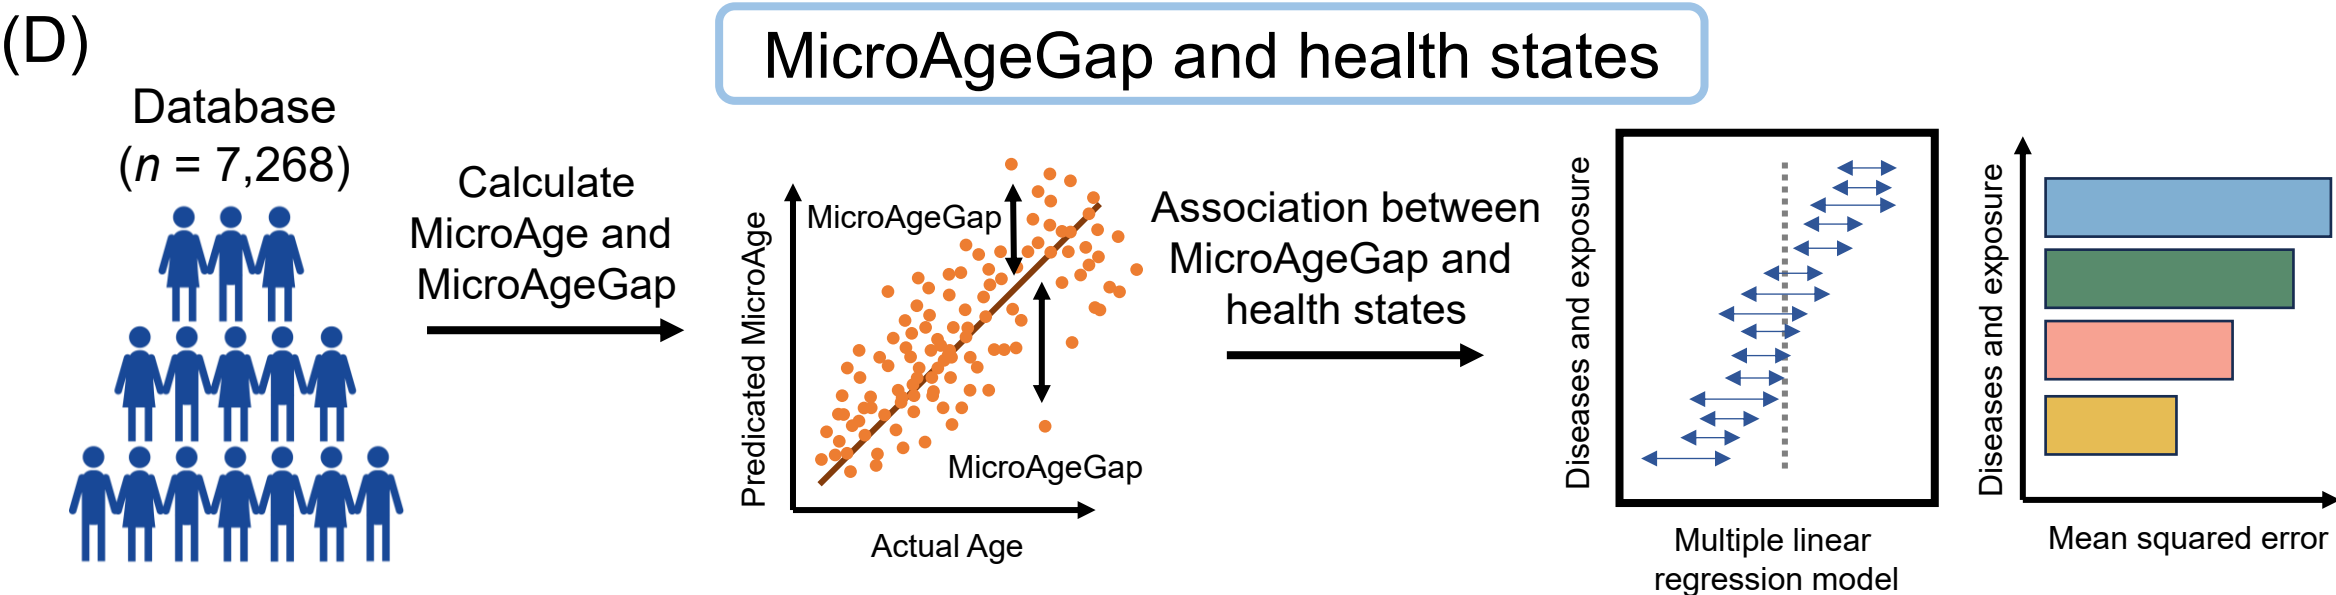 (D)
MicroAgeGap and health states
Database
(n = 7,268)
Calculate
MicroAge and
MicroAgeGap
Predicated MicroAge
MicroAgeGap
MicroAgeGap
Actual Age
Association between
MicroAgeGap and
health states
Diseases and exposure
Multiple linear
regression model
Diseases and exposure
Mean squared error